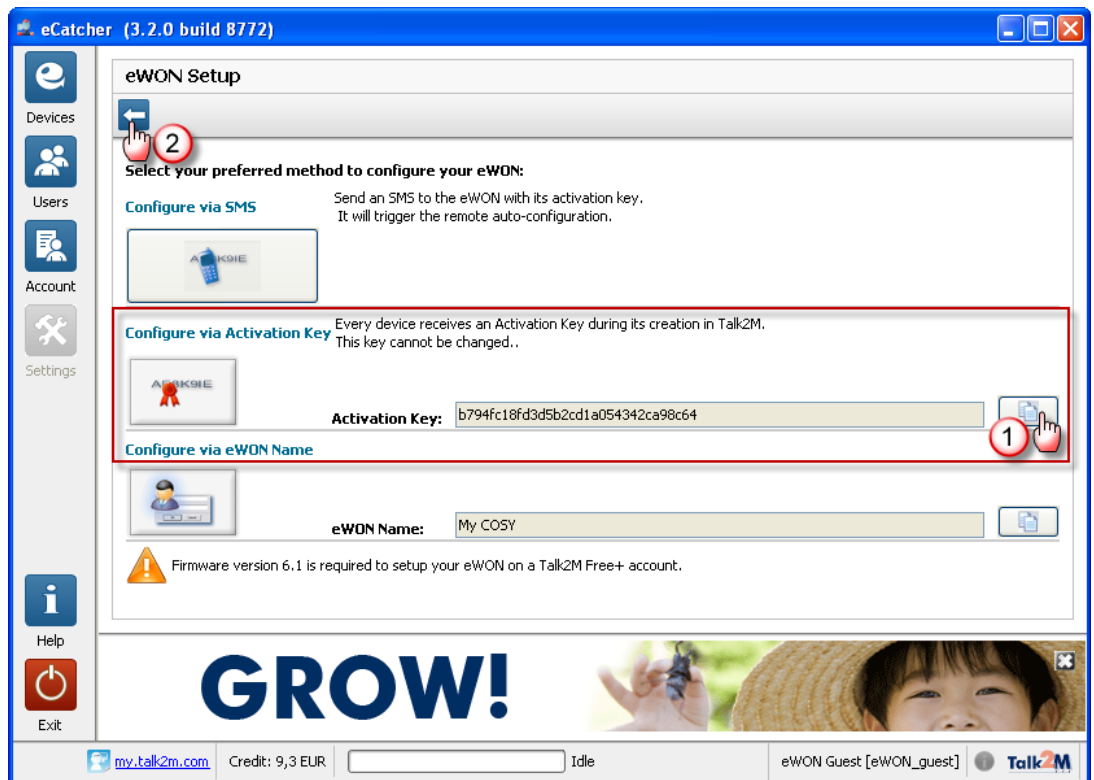 eCatcher (3.2.0 build 8772)
Devices
Users
Account
Settings
Help
Exit
eWON Setup
2
Select your preferred method to configure your eWON:
Configure via SMS
Send an SMS to the eWON with its activation key.
It will trigger the remote auto-configuration.
Configure via Activation Key
Every device receives an Activation Key during its creation in Talk2M.
This key cannot be changed..
Activation Key:
b794fc18fd3d5b2cd1a054342ca98c64
1
Configure via eWON Name
eWON Name:
My COSY
Firmware version 6.1 is required to setup your eWON on a Talk2M Free+ account.
GROW!
my.talk2m.com
Credit: 9,3 EUR
Idle
eWON Guest [eWON_guest]
Talk2M